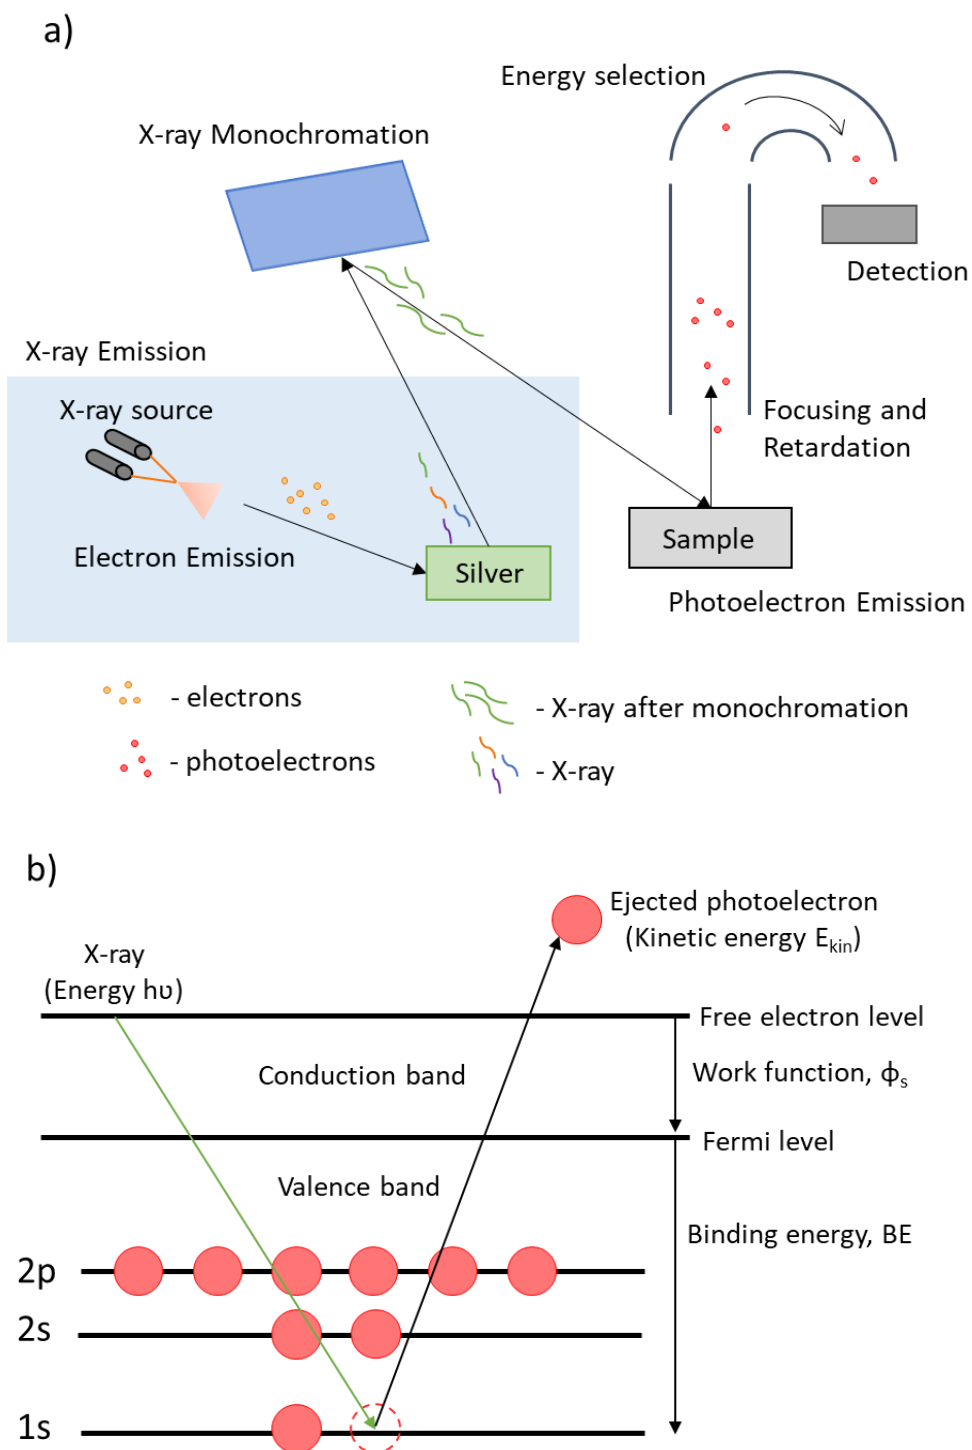 a)
Energy selection
X-ray Monochromation
Detection
X-ray Emission
X-ray source
Focusing and
Retardation
Electron Emission
Silver
Sample
Photoelectron Emission
- electrons
- X-ray after monochromation
- photoelectrons
- X-ray
b)
Ejected photoelectron
(Kinetic energy Ekin)
X-ray
(Energy hυ)
Free electron level
Conduction band
Work function, ϕs
Fermi level
Valence band
Binding energy, BE
2p
2s
1s